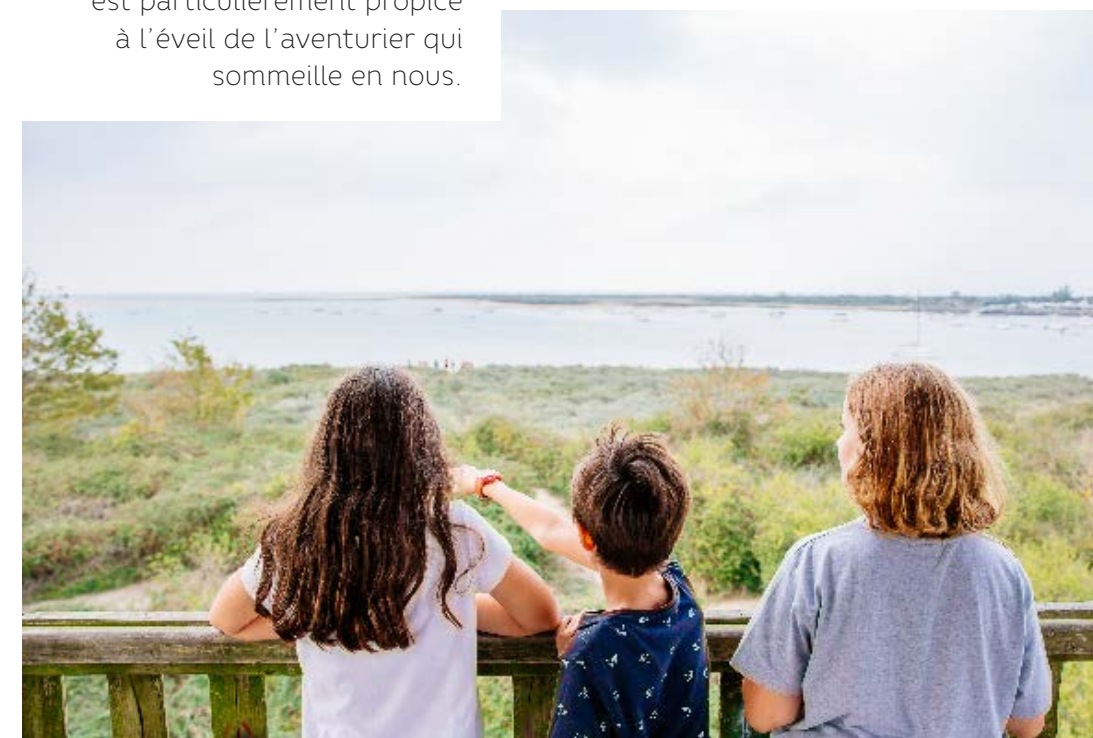 est particulièrement propice
à l’éveil de l’aventurier qui
sommeille en nous.